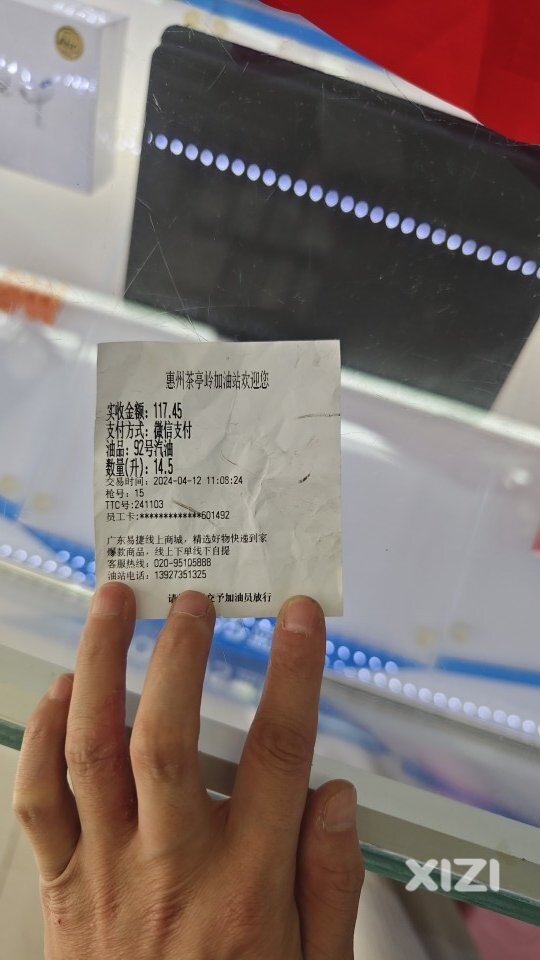 惠州茶亭岭加油站欢迎您
实收金额: 117.45
支付方式: 微信支付
油品: 92号汽油
数量(升): 14.5
交易时间: 2024-04-12 11:08:24
枪号: 15
TTC号:241103
员工卡:*************601492
广东易捷线上商城，精选好物快递到家
爆款商品，线上下单线下自提
客服热线: 020-95105888
油站电话: 13927351325
请 交予加油员放行
XIZI